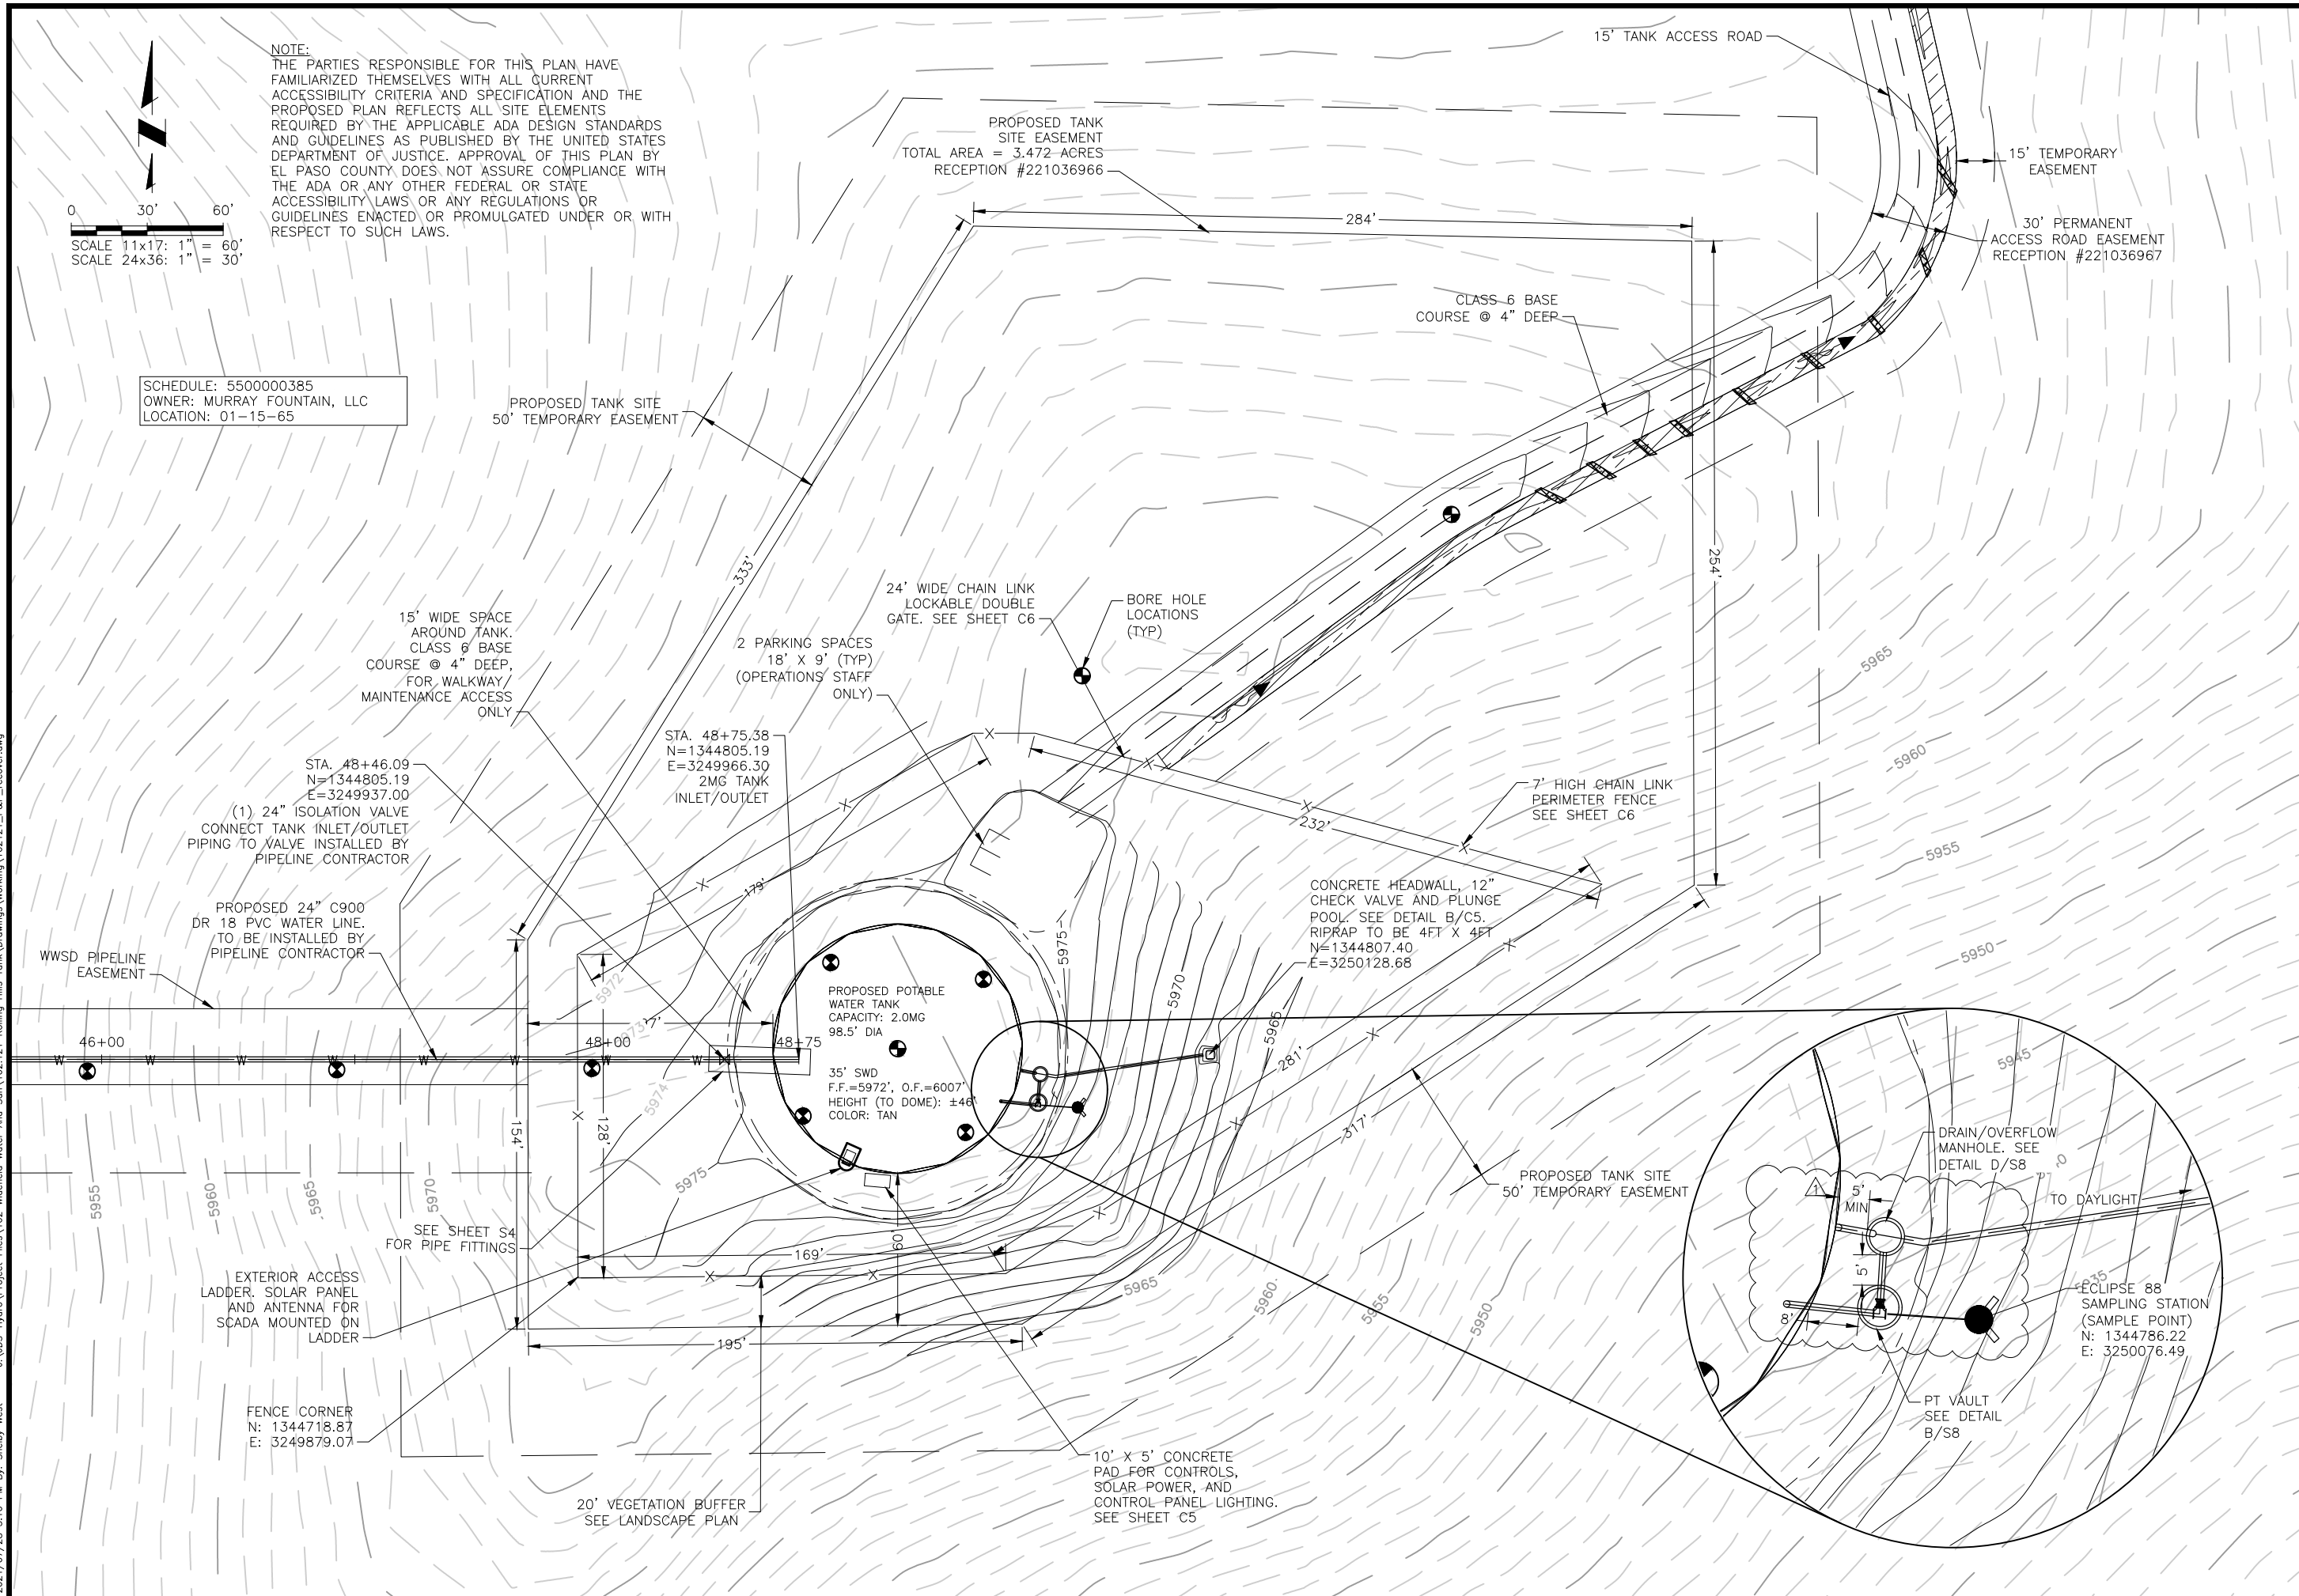 NOTE:
THE PARTIES RESPONSIBLE FOR THIS PLAN HAVE
FAMILIARIZED THEMSELVES WITH ALL CURRENT
ACCESSIBILITY CRITERIA AND SPECIFICATION AND THE
PROPOSED PLAN REFLECTS ALL SITE ELEMENTS
REQUIRED BY THE APPLICABLE ADA DESIGN STANDARDS
AND GUIDELINES AS PUBLISHED BY THE UNITED STATES
DEPARTMENT OF JUSTICE. APPROVAL OF THIS PLAN BY
EL PASO COUNTY DOES NOT ASSURE COMPLIANCE WITH
THE ADA OR ANY OTHER FEDERAL OR STATE
ACCESSIBILITY LAWS OR ANY REGULATIONS OR
GUIDELINES ENACTED OR PROMULGATED UNDER OR WITH
RESPECT TO SUCH LAWS.
0 30' 60'
SCALE 11x17: 1" = 60'
SCALE 24x36: 1" = 30'
SCHEDULE: 5500000385
OWNER: MURRAY FOUNTAIN, LLC
LOCATION: 01-15-65
15' TANK ACCESS ROAD
PROPOSED TANK
SITE EASEMENT
TOTAL AREA = 3.472 ACRES
RECEPTION #221036966
15' TEMPORARY
EASEMENT
30' PERMANENT
ACCESS ROAD EASEMENT
RECEPTION #221036967
284'
CLASS 6 BASE
COURSE @ 4" DEEP
PROPOSED TANK SITE
50' TEMPORARY EASEMENT
333'
254'
24' WIDE CHAIN LINK
LOCKABLE DOUBLE
GATE. SEE SHEET C6
BORE HOLE
LOCATIONS
(TYP)
15' WIDE SPACE
AROUND TANK.
CLASS 6 BASE
COURSE @ 4" DEEP,
FOR WALKWAY/
MAINTENANCE ACCESS
ONLY
2 PARKING SPACES
18' X 9' (TYP)
(OPERATIONS STAFF
ONLY)
STA. 48+75.38
N=1344805.19
E=3249966.30
2MG TANK
INLET/OUTLET
STA. 48+46.09
N=1344805.19
E=3249937.00
(1) 24" ISOLATION VALVE
CONNECT TANK INLET/OUTLET
PIPING TO VALVE INSTALLED BY
PIPELINE CONTRACTOR
7' HIGH CHAIN LINK
PERIMETER FENCE
SEE SHEET C6
232'
179'
5965
5960
5955
5950
5945
CONCRETE HEADWALL, 12"
CHECK VALVE AND PLUNGE
POOL. SEE DETAIL B/C5.
RIPRAP TO BE 4FT X 4FT
N=1344807.40
E=3250128.68
PROPOSED 24" C900
DR 18 PVC WATER LINE.
TO BE INSTALLED BY
PIPELINE CONTRACTOR
WWSD PIPELINE
EASEMENT
46+00
48+00
48+75
W W W W W W W W
X X X X X X X X X X X X X X
5972
5973
5974
5975
5975
5970
5965
PROPOSED POTABLE
WATER TANK
CAPACITY: 2.0MG
98.5' DIA
35' SWD
F.F.=5972', O.F.=6007'
HEIGHT (TO DOME): ±46'
COLOR: TAN
281'
317'
128'
154'
60'
169'
195'
5955
5960
5965
5970
5965
5960
5955
5950
SEE SHEET S4
FOR PIPE FITTINGS
EXTERIOR ACCESS
LADDER. SOLAR PANEL
AND ANTENNA FOR
SCADA MOUNTED ON
LADDER
FENCE CORNER
N: 1344718.87
E: 3249879.07
20' VEGETATION BUFFER
SEE LANDSCAPE PLAN
10' X 5' CONCRETE
PAD FOR CONTROLS,
SOLAR POWER, AND
CONTROL PANEL LIGHTING.
SEE SHEET C5
PROPOSED TANK SITE
50' TEMPORARY EASEMENT
DRAIN/OVERFLOW
MANHOLE. SEE
DETAIL D/S8
TO DAYLIGHT
1
5'
MIN
5'
8'
5935
ECLIPSE 88
SAMPLING STATION
(SAMPLE POINT)
N: 1344786.22
E: 3250076.49
PT VAULT
SEE DETAIL
B/S8